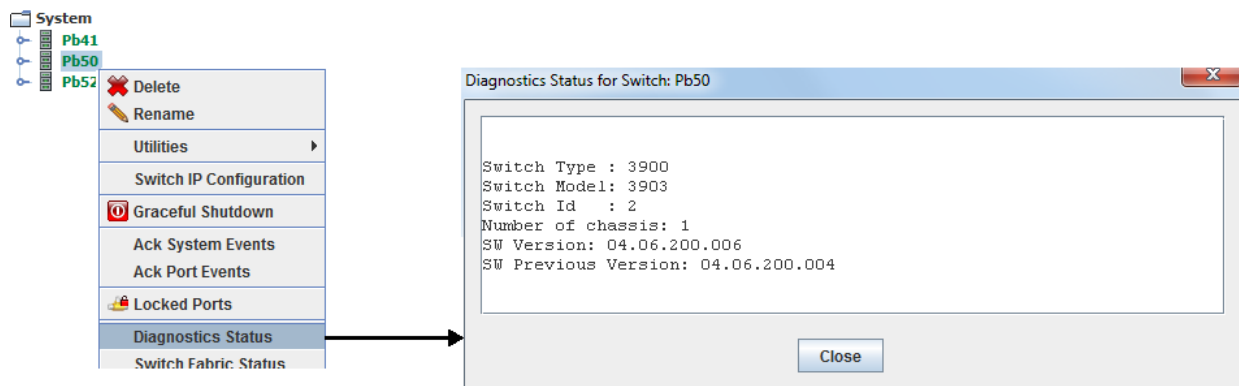 System
Pb41
Pb50
Pb52
Delete
Rename
Utilities
Switch IP Configuration
Graceful Shutdown
Ack System Events
Ack Port Events
Locked Ports
Diagnostics Status
Switch Fabric Status
Diagnostics Status for Switch: Pb50
Switch Type : 3900
Switch Model: 3903
Switch Id   : 2
Number of chassis: 1
SW Version: 04.06.200.006
SW Previous Version: 04.06.200.004
Close